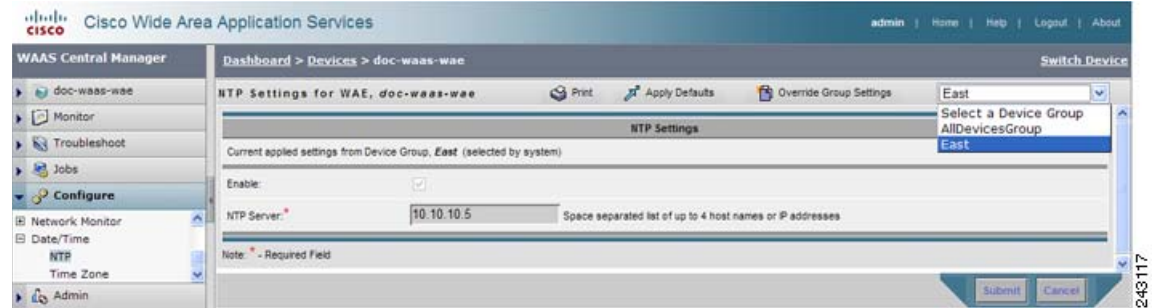 CISCO Cisco Wide Area Application Services
admin | Home | Help | Logout | About
WAAS Central Manager
Dashboard > Devices > doc-waas-wae
Switch Device
doc-waas-wae
Monitor
Troubleshoot
Jobs
Configure
Network Monitor
Date/Time
NTP
Time Zone
Admin
NTP Settings for WAE, doc-waas-wae
Print
Apply Defaults
Override Group Settings
East
Select a Device Group
AllDevicesGroup
East
NTP Settings
Current applied settings from Device Group, East (selected by system)
Enable:
NTP Server:* 10.10.10.5 Space separated list of up to 4 host names or IP addresses
Note: * - Required Field
Submit Cancel
243117